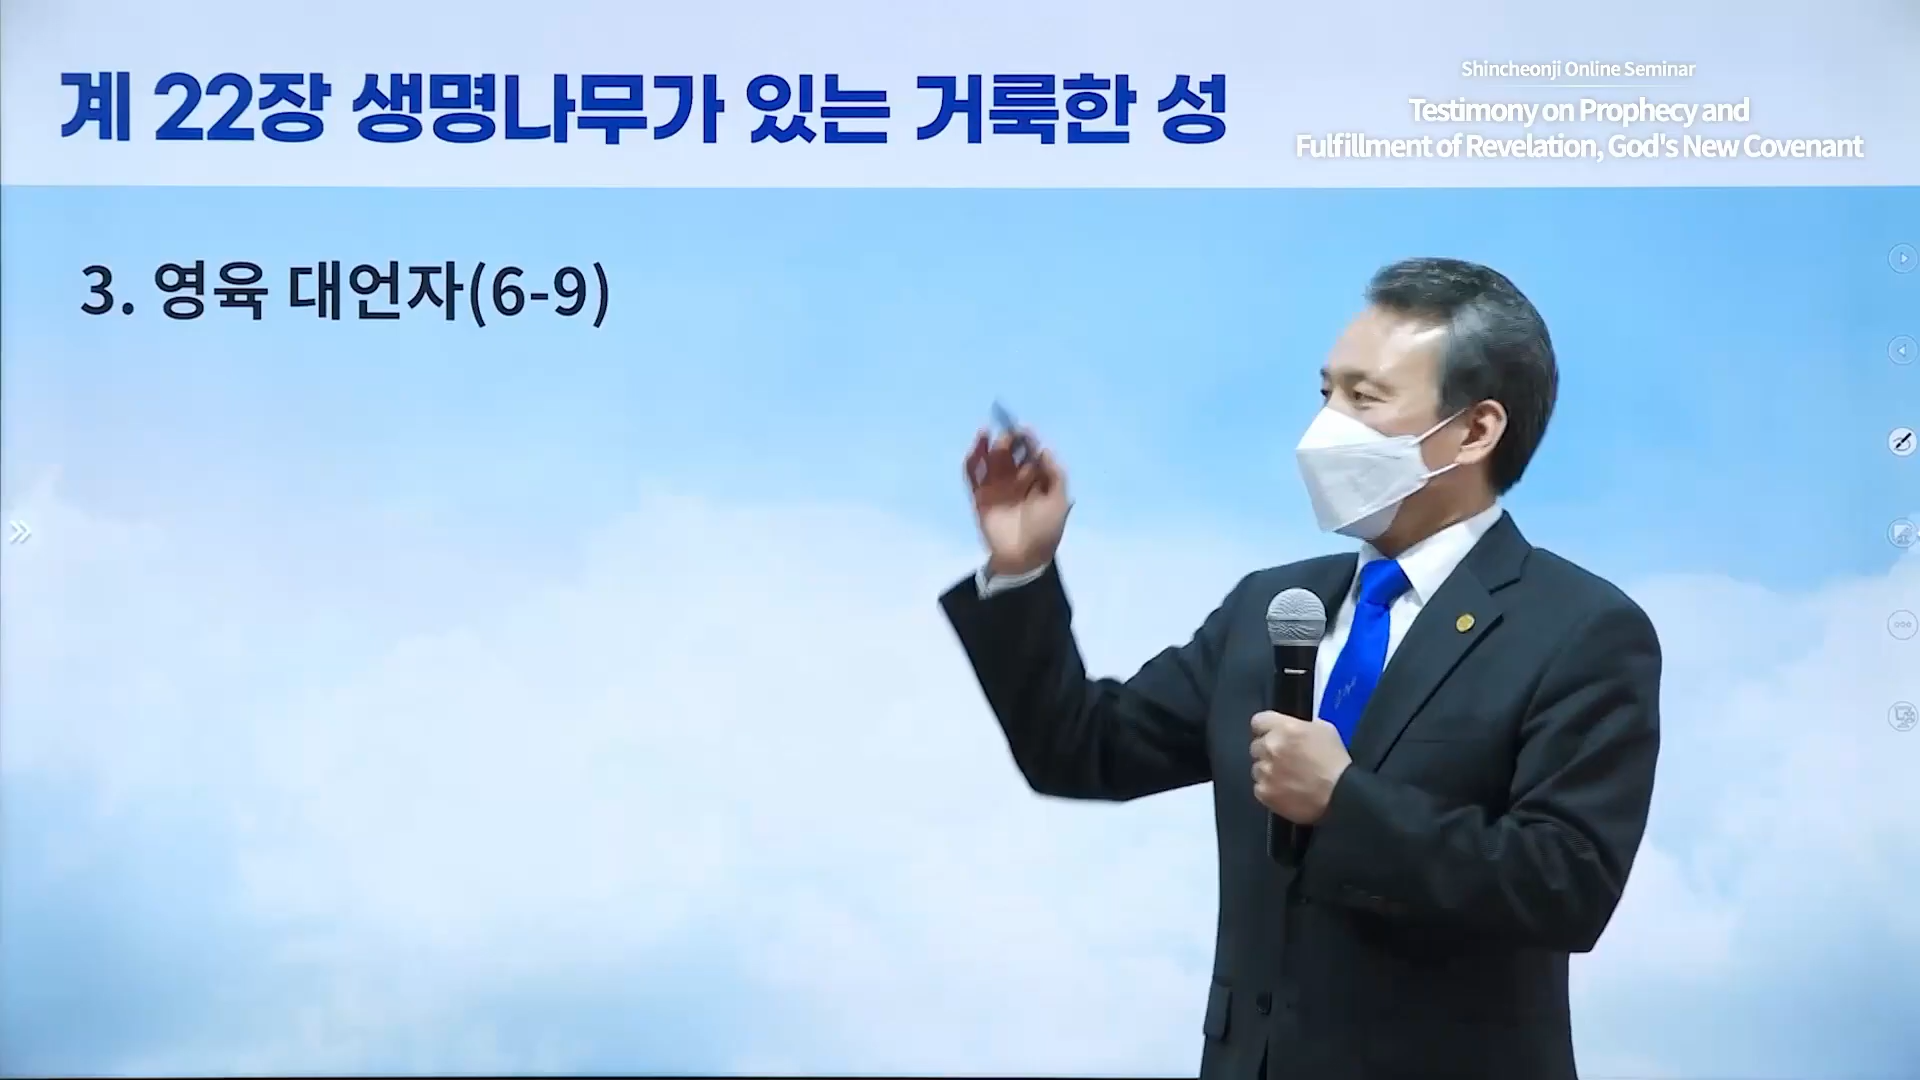 계 22장 생명나무가 있는 거룩한 성
Shincheonji Online Seminar
Testimony on Prophecy and
Fulfillment of Revelation, God's New Covenant
3. 영육 대언자(6-9)